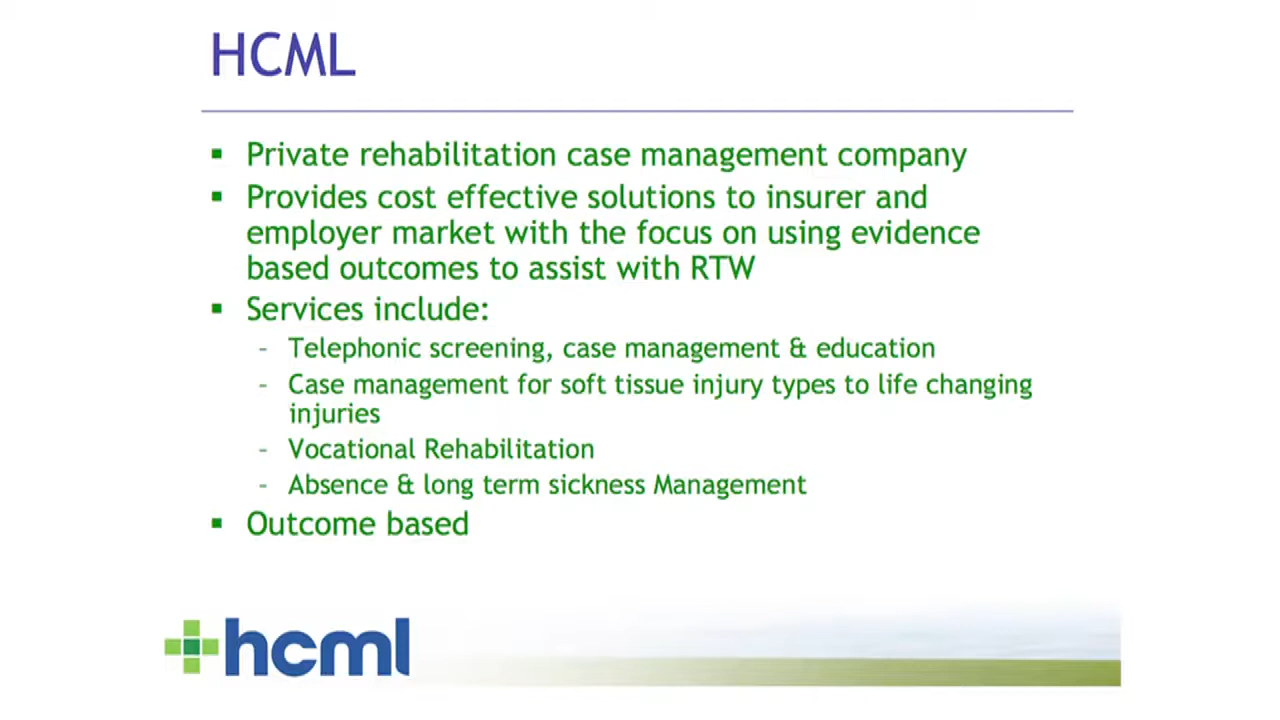 HCML
▪ Private rehabilitation case management company
▪ Provides cost effective solutions to insurer and
employer market with the focus on using evidence
based outcomes to assist with RTW
▪ Services include:
– Telephonic screening, case management & education
– Case management for soft tissue injury types to life changing
injuries
– Vocational Rehabilitation
– Absence & long term sickness Management
▪ Outcome based
hcml